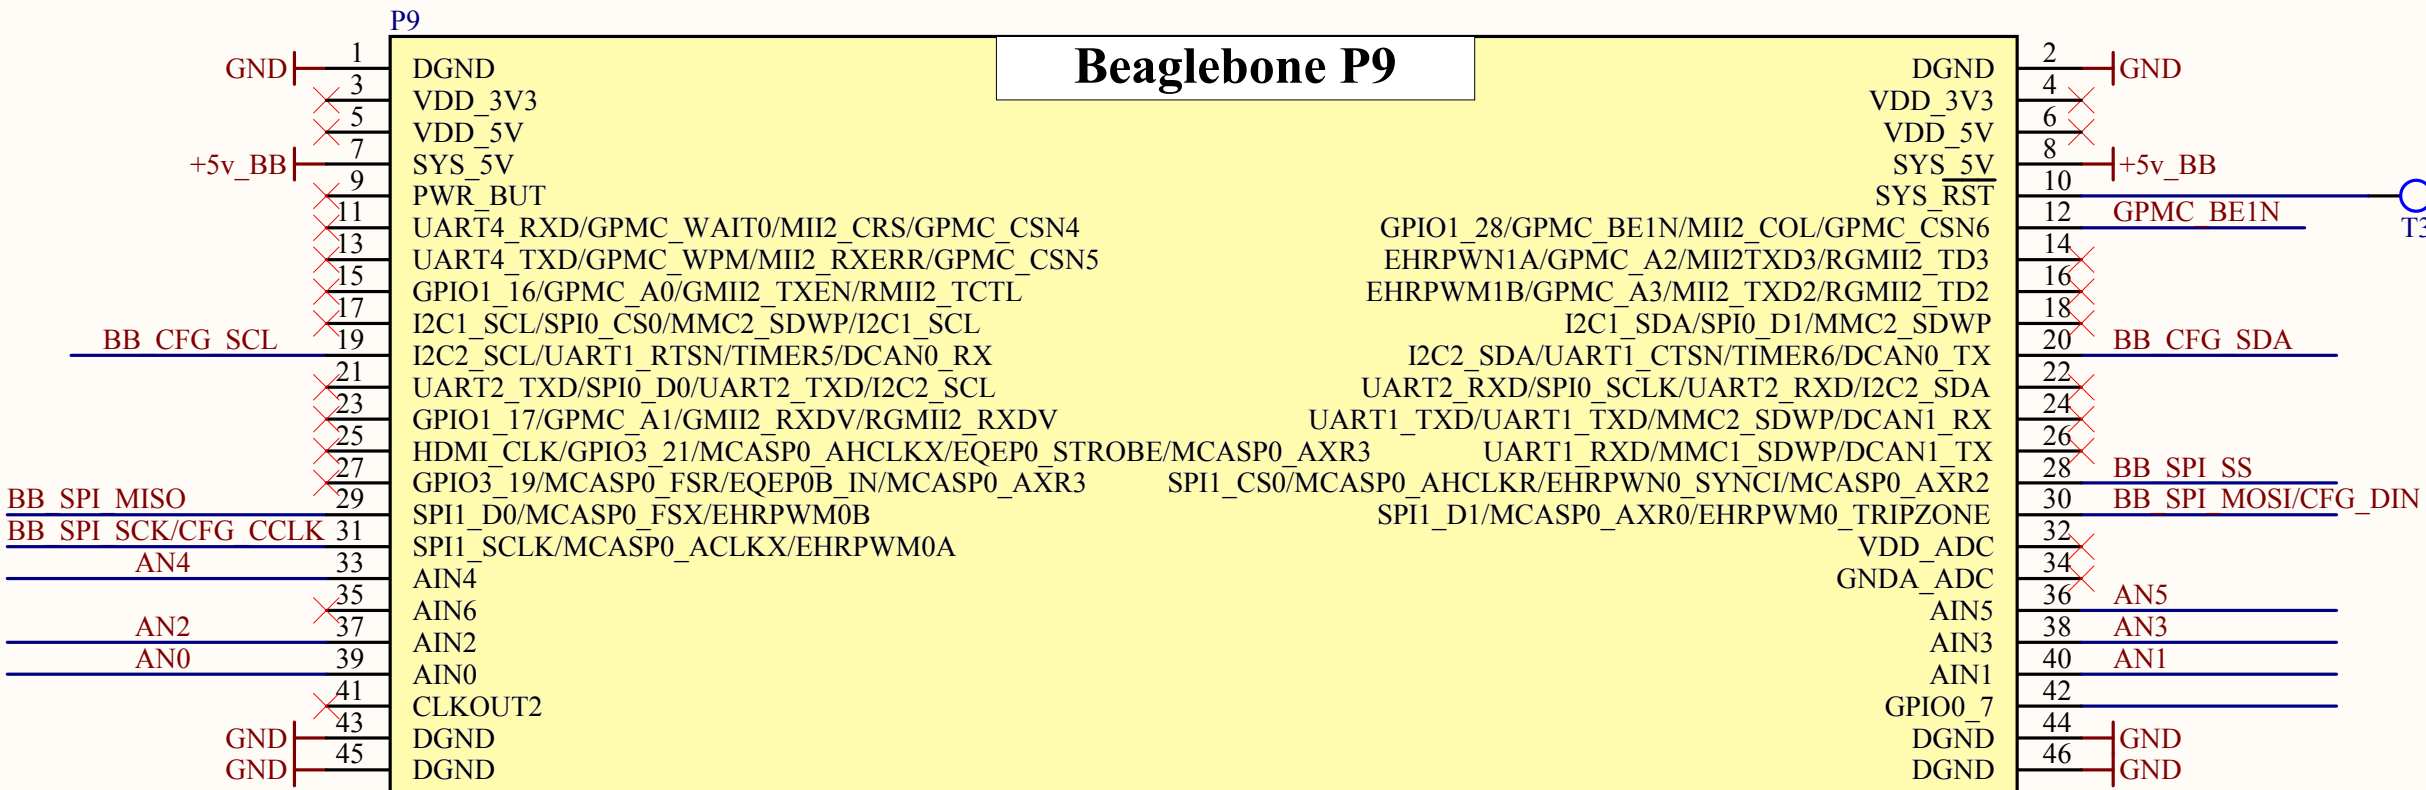 P9
Beaglebone P9
GND 1 DGND DGND 2 GND
3 VDD_3V3 VDD_3V3 4
5 VDD_5V VDD_5V 6
+5v_BB 7 SYS_5V SYS_5V 8 +5v_BB
9 PWR_BUT SYS_RST 10
11 UART4_RXD/GPMC_WAIT0/MII2_CRS/GPMC_CSN4 GPIO1_28/GPMC_BE1N/MII2_COL/GPMC_CSN6 12 GPMC_BE1N T3
13 UART4_TXD/GPMC_WPM/MII2_RXERR/GPMC_CSN5 EHRPWN1A/GPMC_A2/MII2TXD3/RGMII2_TD3 14
15 GPIO1_16/GPMC_A0/GMII2_TXEN/RMII2_TCTL EHRPWM1B/GPMC_A3/MII2_TXD2/RGMII2_TD2 16
17 I2C1_SCL/SPI0_CS0/MMC2_SDWP/I2C1_SCL I2C1_SDA/SPI0_D1/MMC2_SDWP 18
BB_CFG_SCL 19 I2C2_SCL/UART1_RTSN/TIMER5/DCAN0_RX I2C2_SDA/UART1_CTSN/TIMER6/DCAN0_TX 20 BB_CFG_SDA
21 UART2_TXD/SPI0_D0/UART2_TXD/I2C2_SCL UART2_RXD/SPI0_SCLK/UART2_RXD/I2C2_SDA 22
23 GPIO1_17/GPMC_A1/GMII2_RXDV/RGMII2_RXDV UART1_TXD/UART1_TXD/MMC2_SDWP/DCAN1_RX 24
25 HDMI_CLK/GPIO3_21/MCASP0_AHCLKX/EQEP0_STROBE/MCASP0_AXR3 UART1_RXD/MMC1_SDWP/DCAN1_TX 26
27 GPIO3_19/MCASP0_FSR/EQEP0B_IN/MCASP0_AXR3 SPI1_CS0/MCASP0_AHCLKR/EHRPWN0_SYNCI/MCASP0_AXR2 28 BB_SPI_SS
BB_SPI_MISO 29 SPI1_D0/MCASP0_FSX/EHRPWM0B SPI1_D1/MCASP0_AXR0/EHRPWM0_TRIPZONE 30 BB_SPI_MOSI/CFG_DIN
BB_SPI_SCK/CFG_CCLK 31 SPI1_SCLK/MCASP0_ACLKX/EHRPWM0A VDD_ADC 32
AN4 33 AIN4 GNDA_ADC 34
35 AIN6 AIN5 36 AN5
AN2 37 AIN2 AIN3 38 AN3
AN0 39 AIN0 AIN1 40 AN1
41 CLKOUT2 GPIO0_7 42
GND 43 DGND DGND 44 GND
GND 45 DGND DGND 46 GND